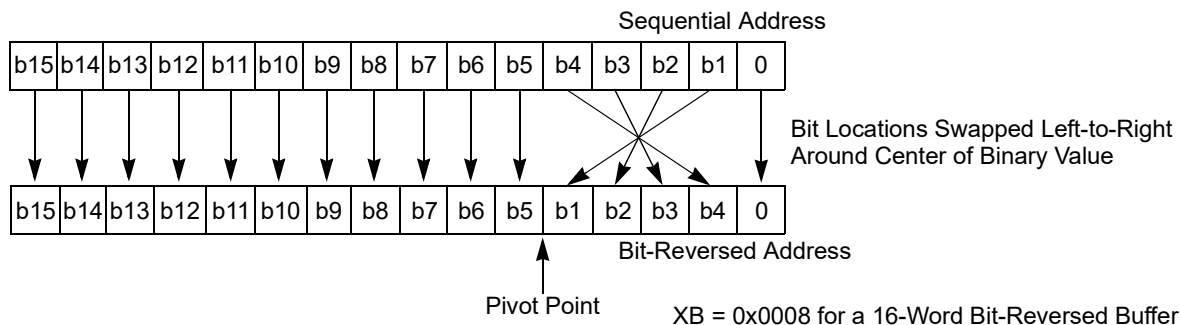 Sequential Address
b15 b14 b13 b12 b11 b10 b9 b8 b7 b6 b5 b4 b3 b2 b1 0
Bit Locations Swapped Left-to-Right
Around Center of Binary Value
b15 b14 b13 b12 b11 b10 b9 b8 b7 b6 b5 b1 b2 b3 b4 0
Bit-Reversed Address
Pivot Point
XB = 0x0008 for a 16-Word Bit-Reversed Buffer